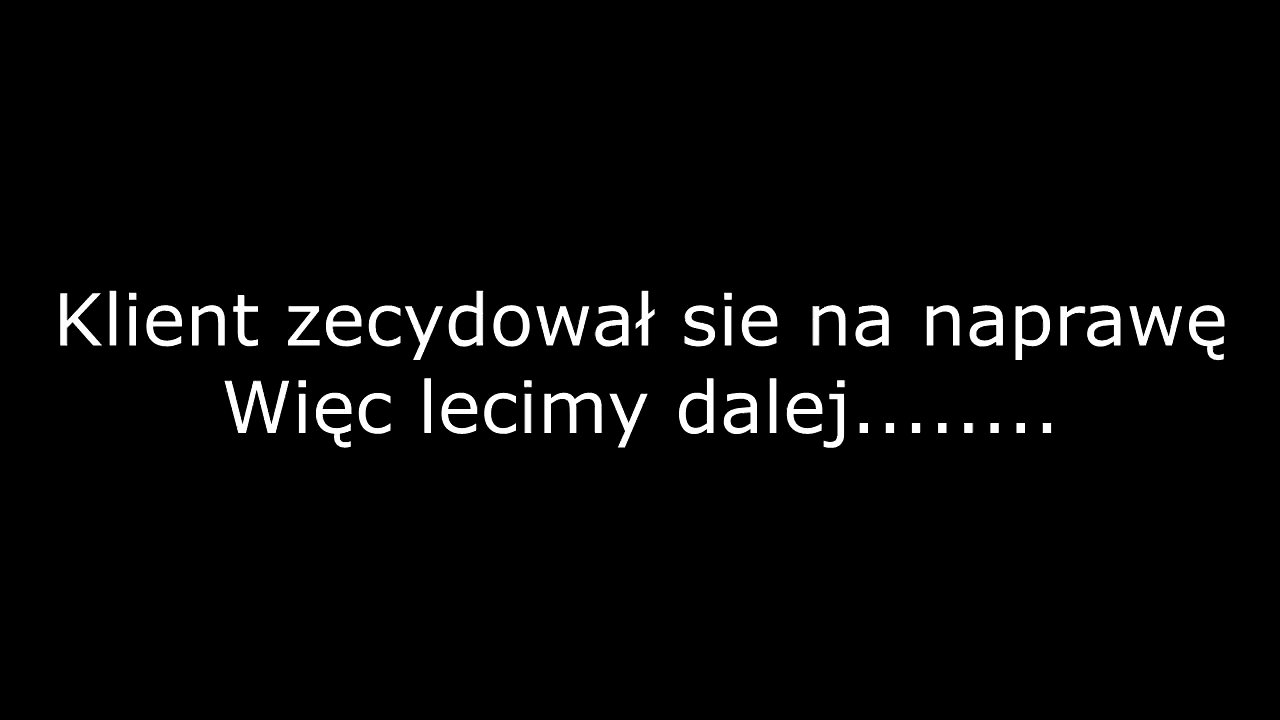 Klient zecydował sie na naprawę
Więc lecimy dalej........